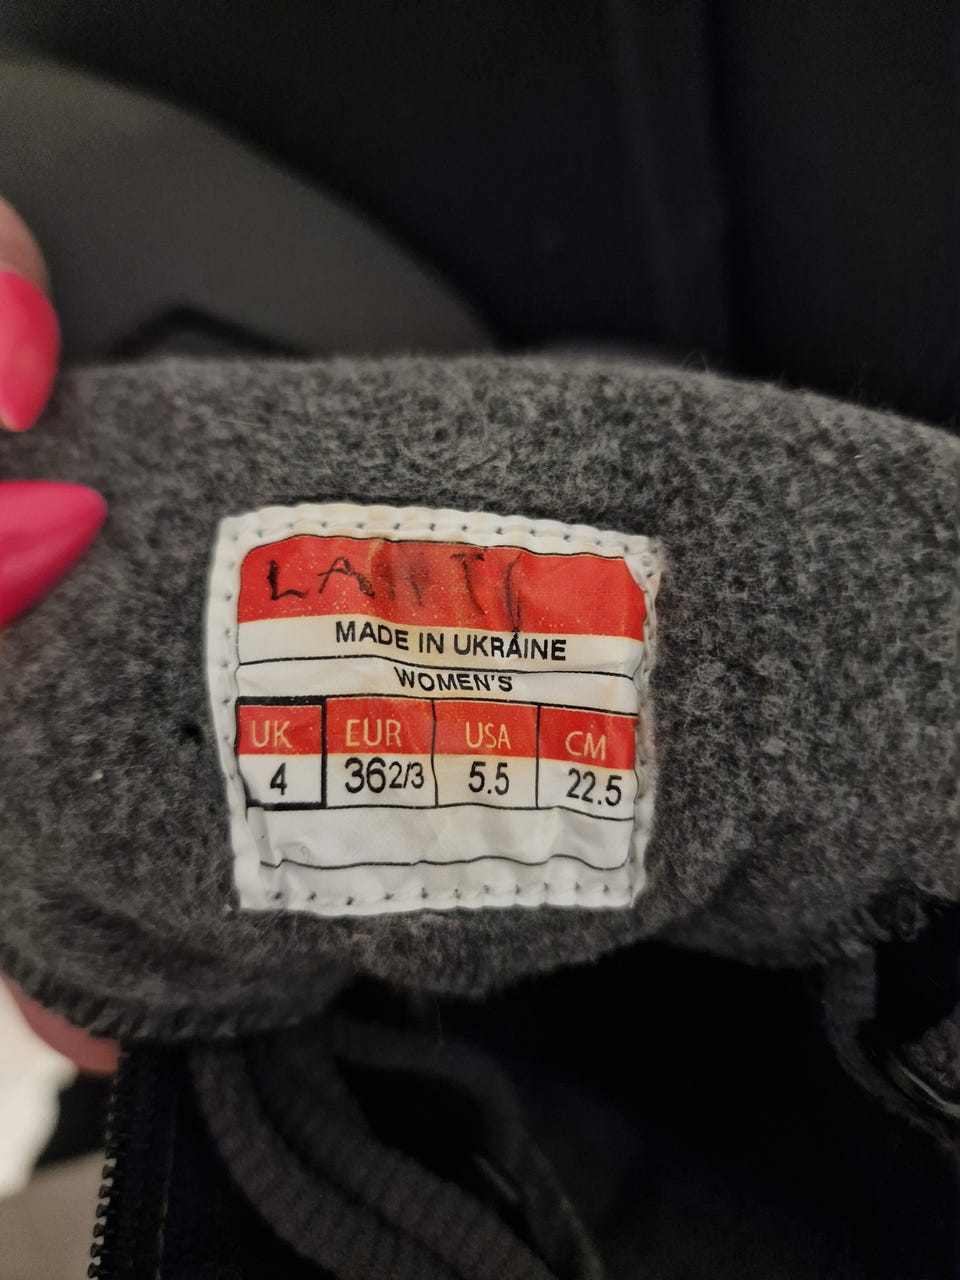 MADE IN UKRAINE
WOMEN'S
UK EUR USA CM
4 36 2/3 5.5 22.5